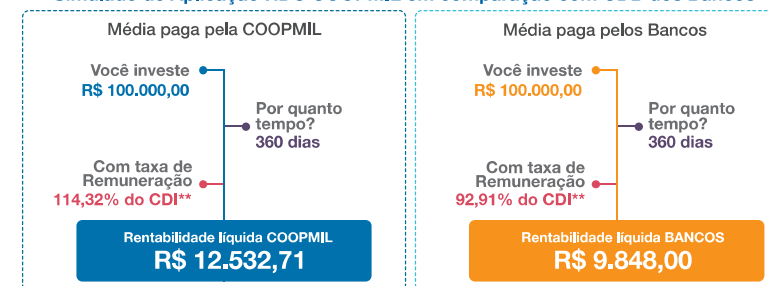 Média paga pela COOPMIL
Você investe
R$ 100.000,00
Por quanto
tempo?
360 dias
Com taxa de
Remuneração
114,32% do CDI**
Rentabilidade líquida COOPMIL
R$ 12.532,71
Média paga pelos Bancos
Você investe
R$ 100.000,00
Por quanto
tempo?
360 dias
Com taxa de
Remuneração
92,91% do CDI**
Rentabilidade líquida BANCOS
R$ 9.848,00